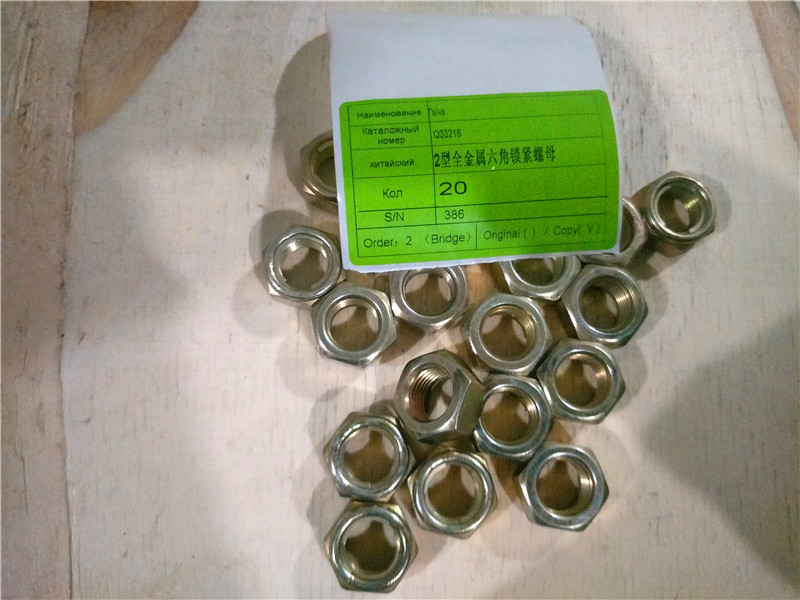 Наименование Гайка
Каталожный номер Q33216
китайский 2型全金属六角锁紧螺母
Кол 20
S/N 386
Order: 2 (Bridge) Original ( ) / Copy( V )